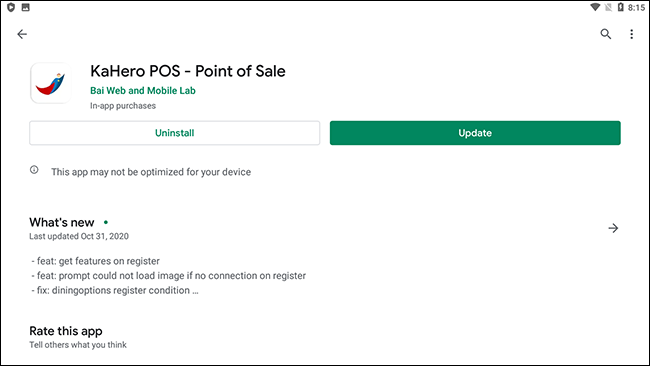 8:15
KaHero POS - Point of Sale
Bai Web and Mobile Lab
In-app purchases
Uninstall
Update
This app may not be optimized for your device
What's new
Last updated Oct 31, 2020
- feat: get features on register
- feat: prompt could not load image if no connection on register
- fix: diningoptions register condition ...
Rate this app
Tell others what you think